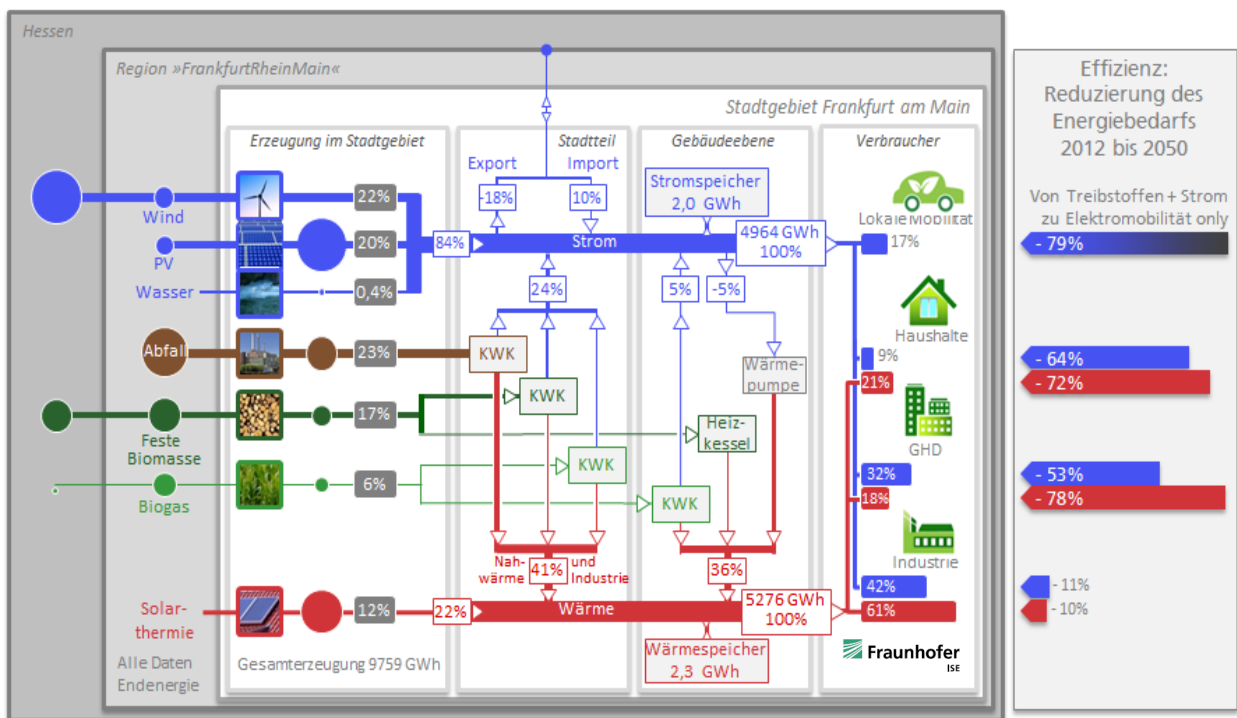 Hessen
Region »FrankfurtRheinMain«
Stadtgebiet Frankfurt am Main
Erzeugung im Stadtgebiet
Stadtteil
Gebäudeebene
Verbraucher
Export
Import
-18%
10%
Stromspeicher
2,0 GWh
Wind
22%
PV
20%
84%
Strom
4964 GWh
100%
Lokale Mobilität
17%
Wasser
0,4%
24%
5%
-5%
Haushalte
9%
21%
Abfall
23%
KWK
Wärme-
pumpe
Feste
Biomasse
17%
KWK
Heiz-
kessel
GHD
32%
18%
Biogas
6%
KWK
KWK
Industrie
42%
61%
Nah-
wärme
41%
und
Industrie
36%
Solar-
thermie
12%
22%
Wärme
5276 GWh
100%
Wärmespeicher
2,3 GWh
Alle Daten
Endenergie
Gesamterzeugung 9759 GWh
Fraunhofer
ISE
Effizienz:
Reduzierung des
Energiebedarfs
2012 bis 2050
Von Treibstoffen + Strom
zu Elektromobilität only
- 79%
- 64%
- 72%
- 53%
- 78%
- 11%
- 10%